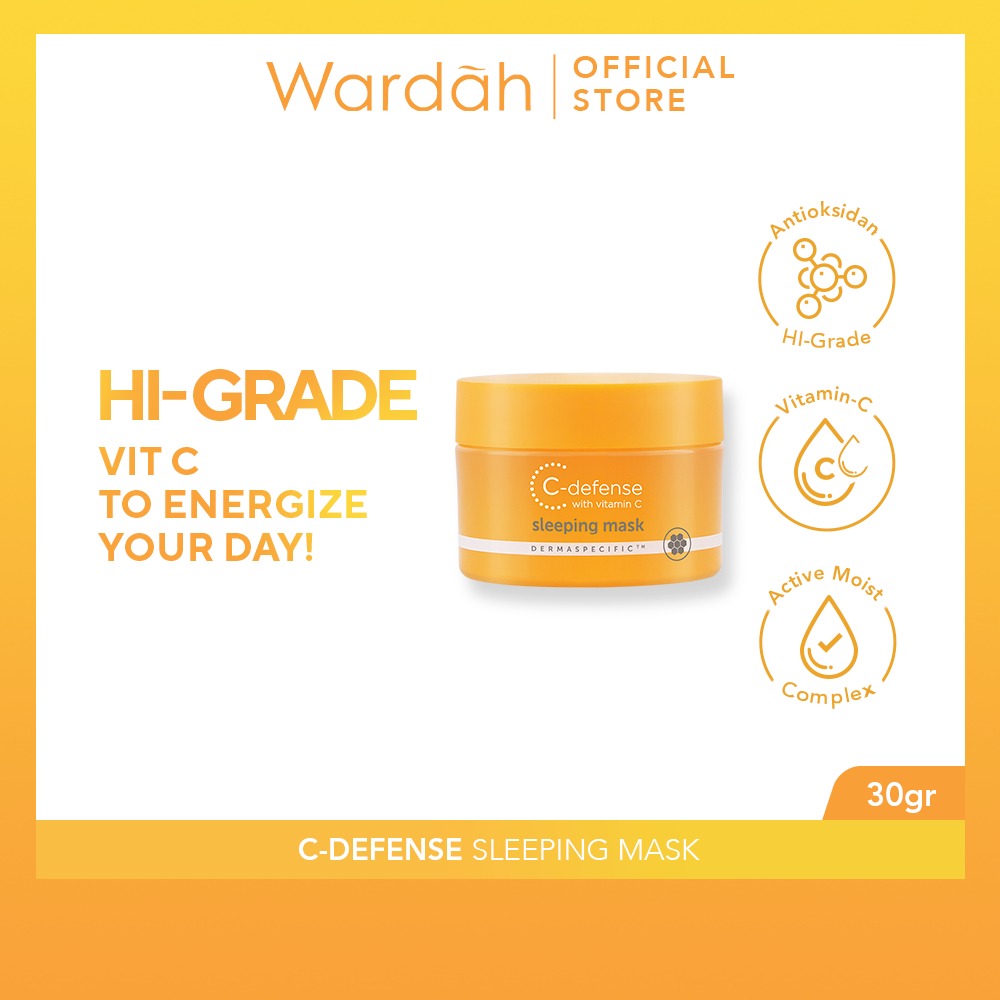 Wardãh
OFFICIAL
STORE
HI-GRADE
VIT C
TO ENERGIZE
YOUR DAY!
C-defense
with vitamin C
sleeping mask
DERMASPECIFIC™
Antioksidan
HI-Grade
Vitamin-C
C
Active Moist
Complex
30gr
C-DEFENSE SLEEPING MASK